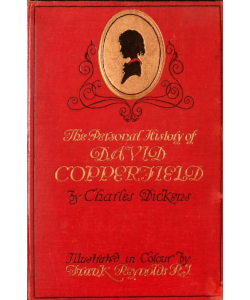 The Personal History of
DAVID
COPPERFIELD
by Charles Dickens
Illustrated in Colour by
Frank Reynolds R.I.